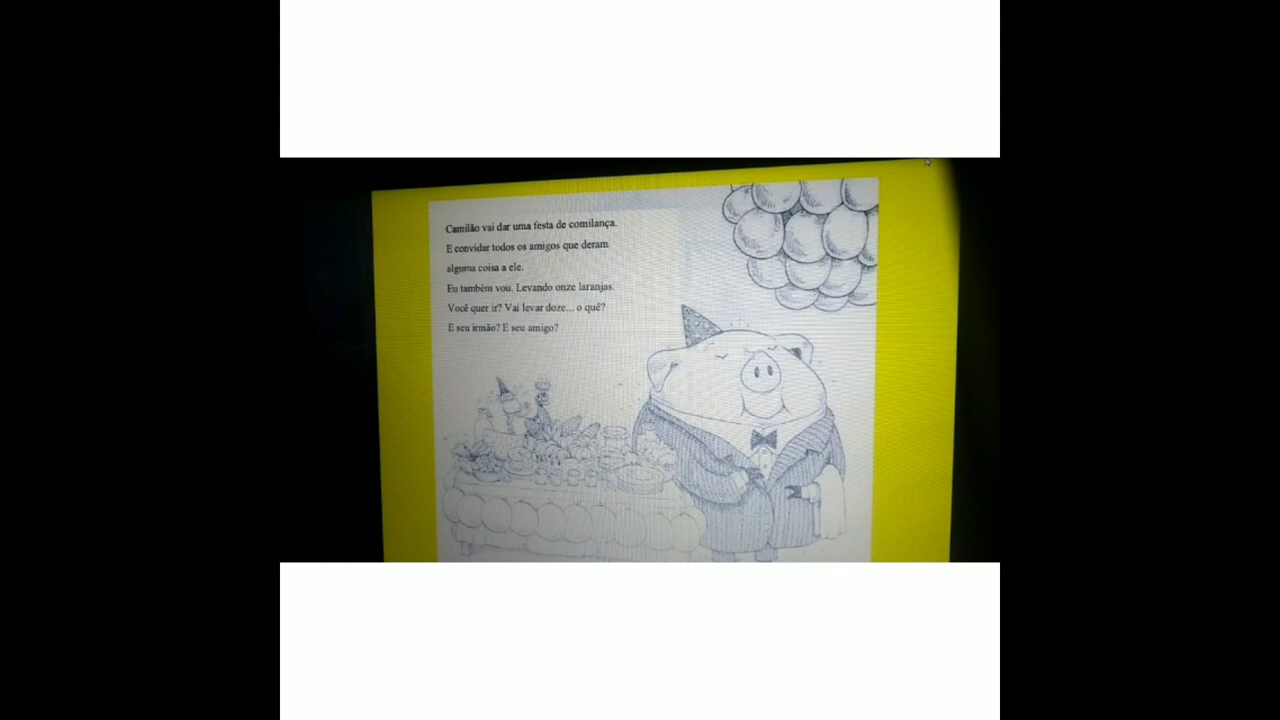 Camilão vai dar uma festa de comilança.
E convidar todos os amigos que deram
alguma coisa a ele.
Eu também vou. Levando onze laranjas.
Você quer ir? Vai levar doze... o quê?
E seu irmão? E seu amigo?